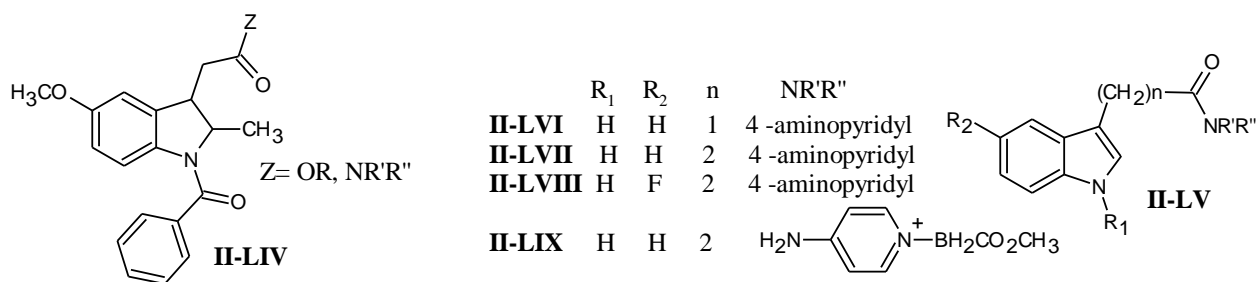 Z
O
H₃CO
CH₃
N
Z= OR, NR'R"
O
II-LIV
R₁ R₂ n NR'R"
II-LVI H H 1 4 -aminopyridyl
II-LVII H H 2 4 -aminopyridyl
II-LVIII H F 2 4 -aminopyridyl
II-LIX H H 2 H₂N N⁺ BH₂CO₂CH₃
O
(CH₂)n
R₂ NR'R"
N
R₁
II-LV